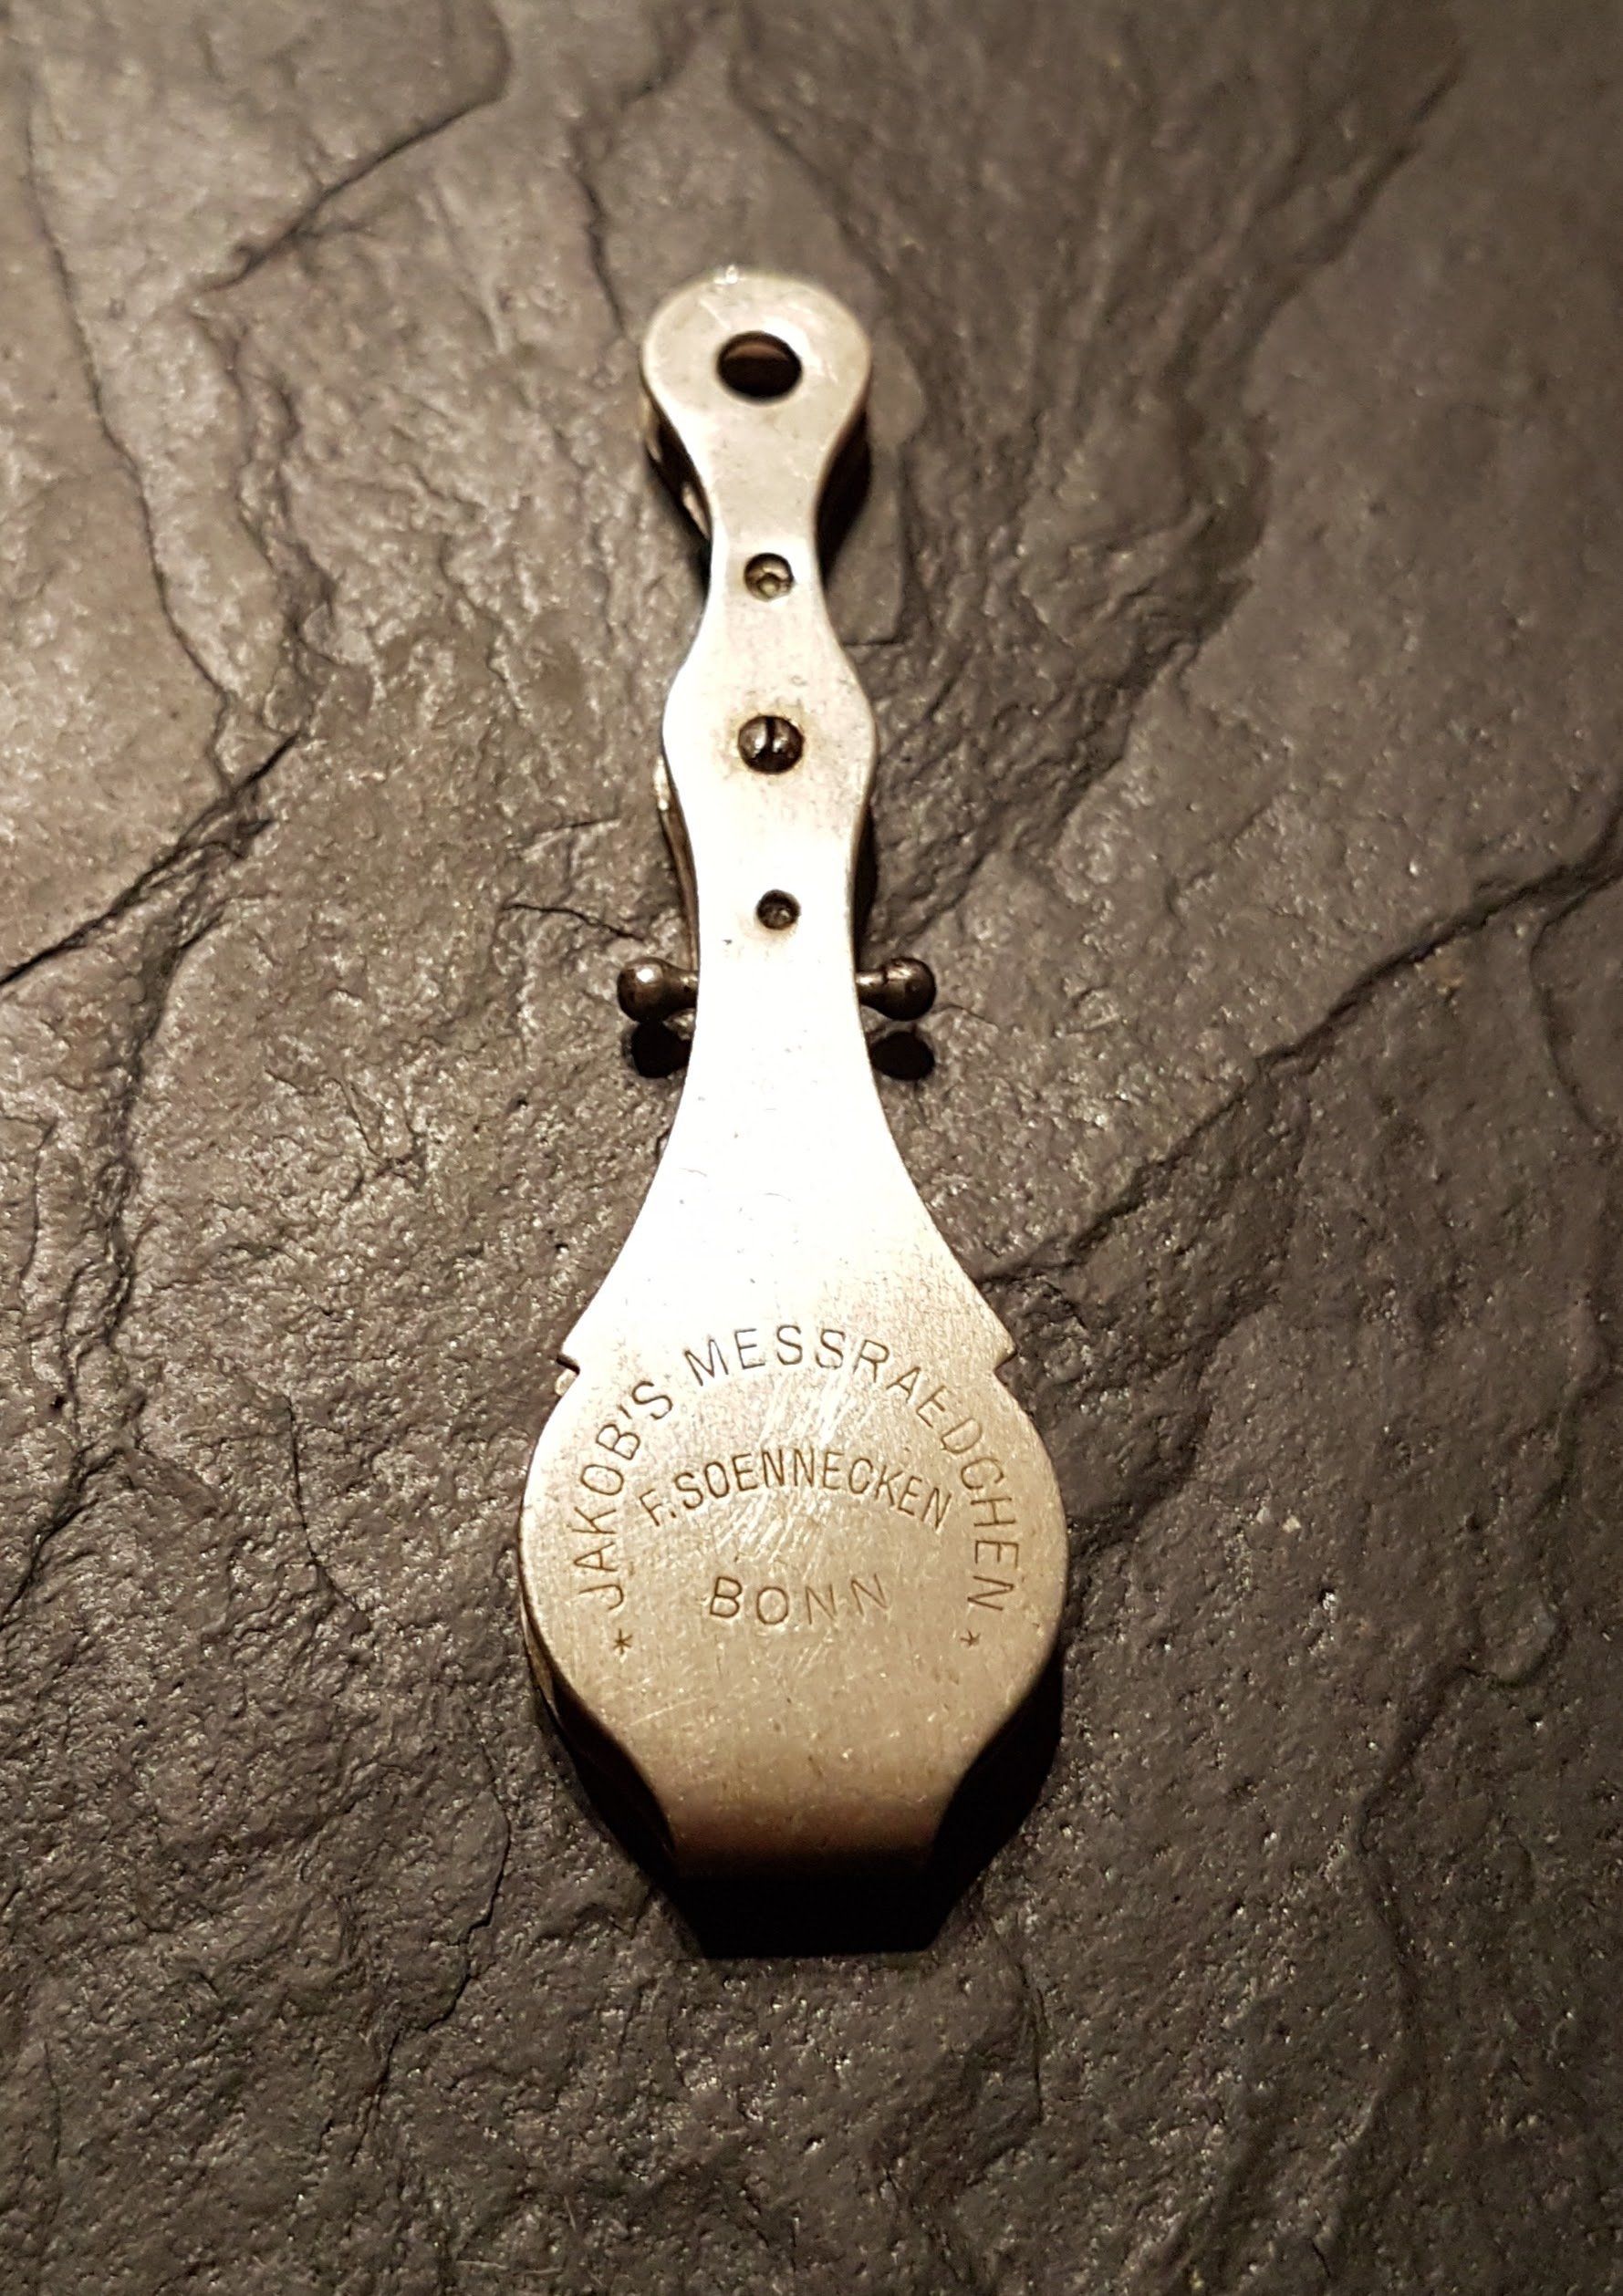 * JAKOB'S MESSRAEDCHEN *
F. SOENNECKEN
BONN